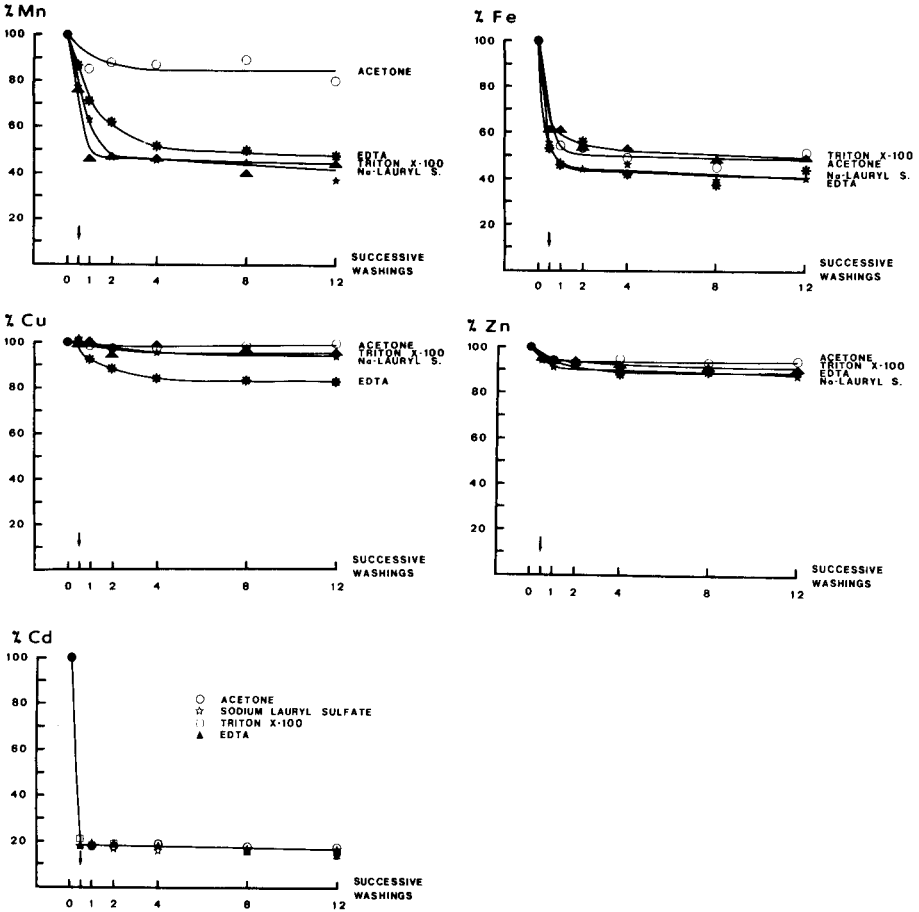 % Mn
100
80
60
40
20
0 1 2 4 8 12
ACETONE
EDTA
TRITON X-100
Na-LAURYL S.
SUCCESSIVE
WASHINGS
% Fe
100
80
60
40
20
0 1 2 4 8 12
TRITON X-100
ACETONE
Na-LAURYL S.
EDTA
SUCCESSIVE
WASHINGS
% Cu
100
80
60
40
20
0 1 2 4 8 12
ACETONE
TRITON X-100
Na-LAURYL S.
EDTA
SUCCESSIVE
WASHINGS
% Zn
100
80
60
40
20
0 1 2 4 8 12
ACETONE
TRITON X-100
EDTA
Na-LAURYL S.
SUCCESSIVE
WASHINGS
% Cd
100
80
60
40
20
0 1 2 4 8 12
ACETONE
SODIUM LAURYL SULFATE
TRITON X-100
EDTA
SUCCESSIVE
WASHINGS